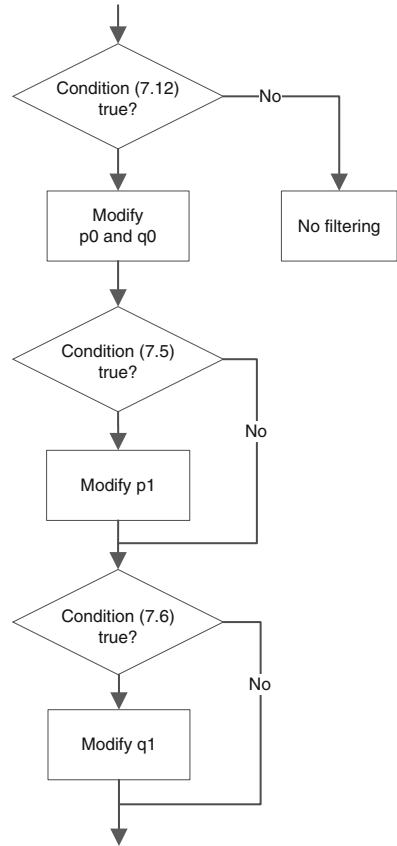 Condition (7.12)
true?
No
Modify
p0 and q0
No filtering
Condition (7.5)
true?
No
Modify p1
Condition (7.6)
true?
No
Modify q1